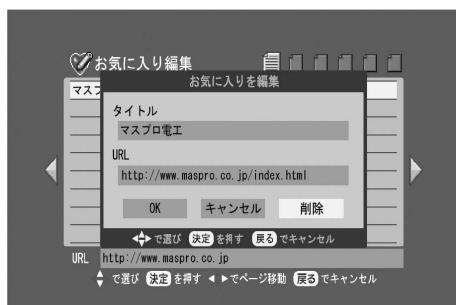 お気に入り編集
お気に入りを編集
マスプ
タイトル
マスプロ電工
URL
http://www.maspro.co.jp/index.html
OK キャンセル 削除
で選び 決定 を押す 戻る でキャンセル
URL http://www.maspro.co.jp
で選び 決定 を押す ◀ ▶でページ移動 戻る でキャンセル